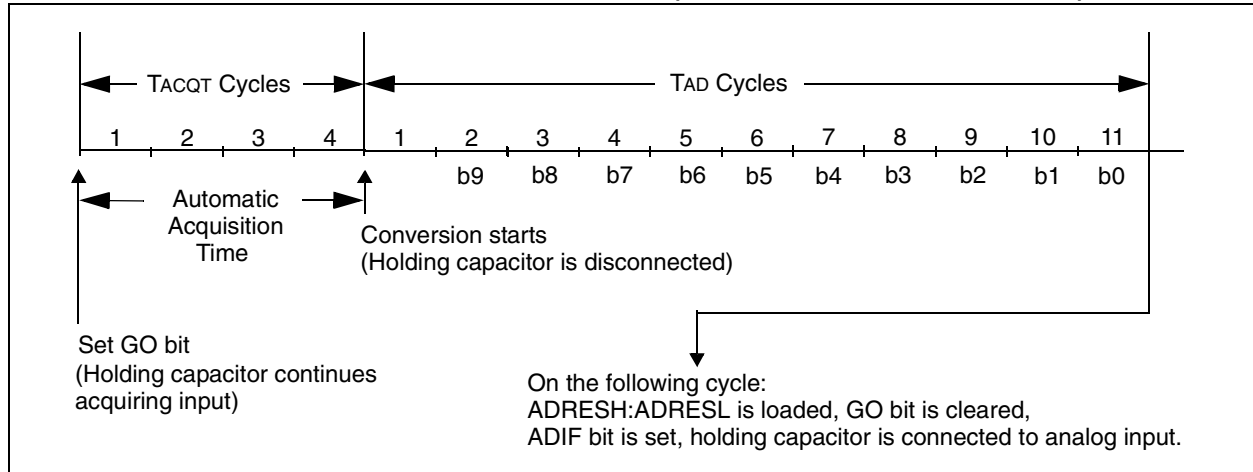 TACQT Cycles
TAD Cycles
1 2 3 4 1 2 3 4 5 6 7 8 9 10 11
b9 b8 b7 b6 b5 b4 b3 b2 b1 b0
Automatic
Acquisition
Time
Conversion starts
(Holding capacitor is disconnected)
Set GO bit
(Holding capacitor continues
acquiring input)
On the following cycle:
ADRESH:ADRESL is loaded, GO bit is cleared,
ADIF bit is set, holding capacitor is connected to analog input.